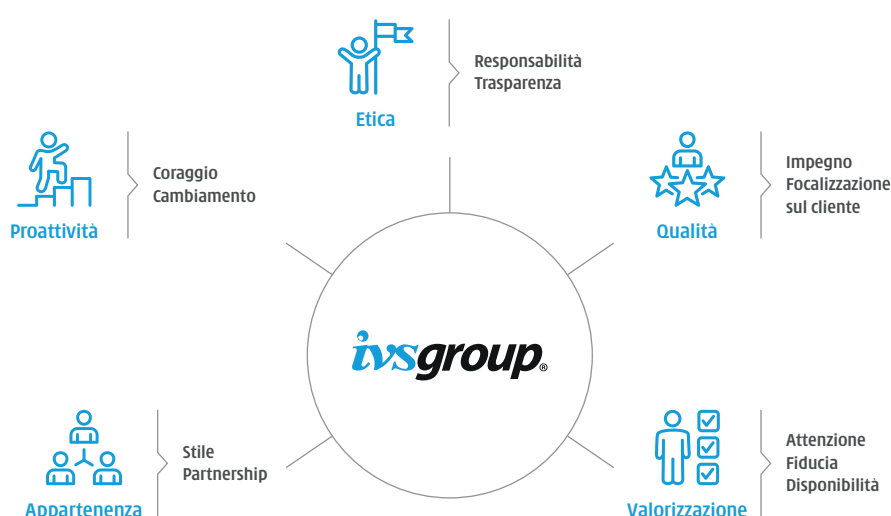 Etica
Responsabilità
Trasparenza
Proattività
Coraggio
Cambiamento
Qualità
Impegno
Focalizzazione
sul cliente
ivsgroup®
Appartenenza
Stile
Partnership
Valorizzazione
Attenzione
Fiducia
Disponibilità